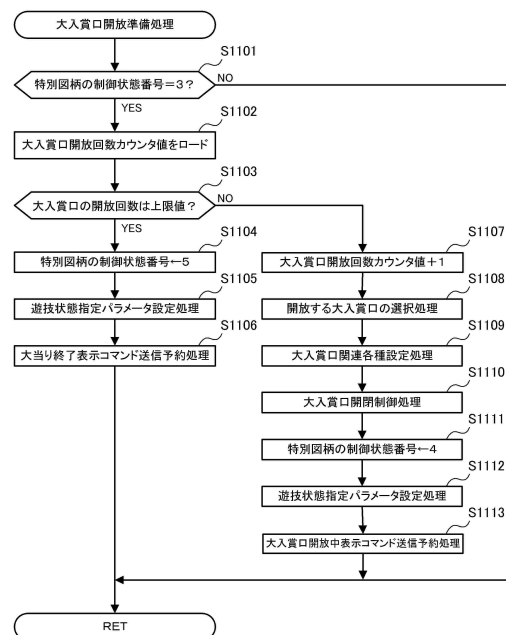 大入賞口開放準備処理
S1101
特別図柄の制御状態番号=3?
NO
YES
S1102
大入賞口開放回数カウンタ値をロード
S1103
大入賞口の開放回数は上限値?
NO
YES
S1104
特別図柄の制御状態番号←5
S1105
遊技状態指定パラメータ設定処理
S1106
大当り終了表示コマンド送信予約処理
S1107
大入賞口開放回数カウンタ値+1
S1108
開放する大入賞口の選択処理
S1109
大入賞口関連各種設定処理
S1110
大入賞口開閉制御処理
S1111
特別図柄の制御状態番号←4
S1112
遊技状態指定パラメータ設定処理
S1113
大入賞口開放中表示コマンド送信予約処理
RET